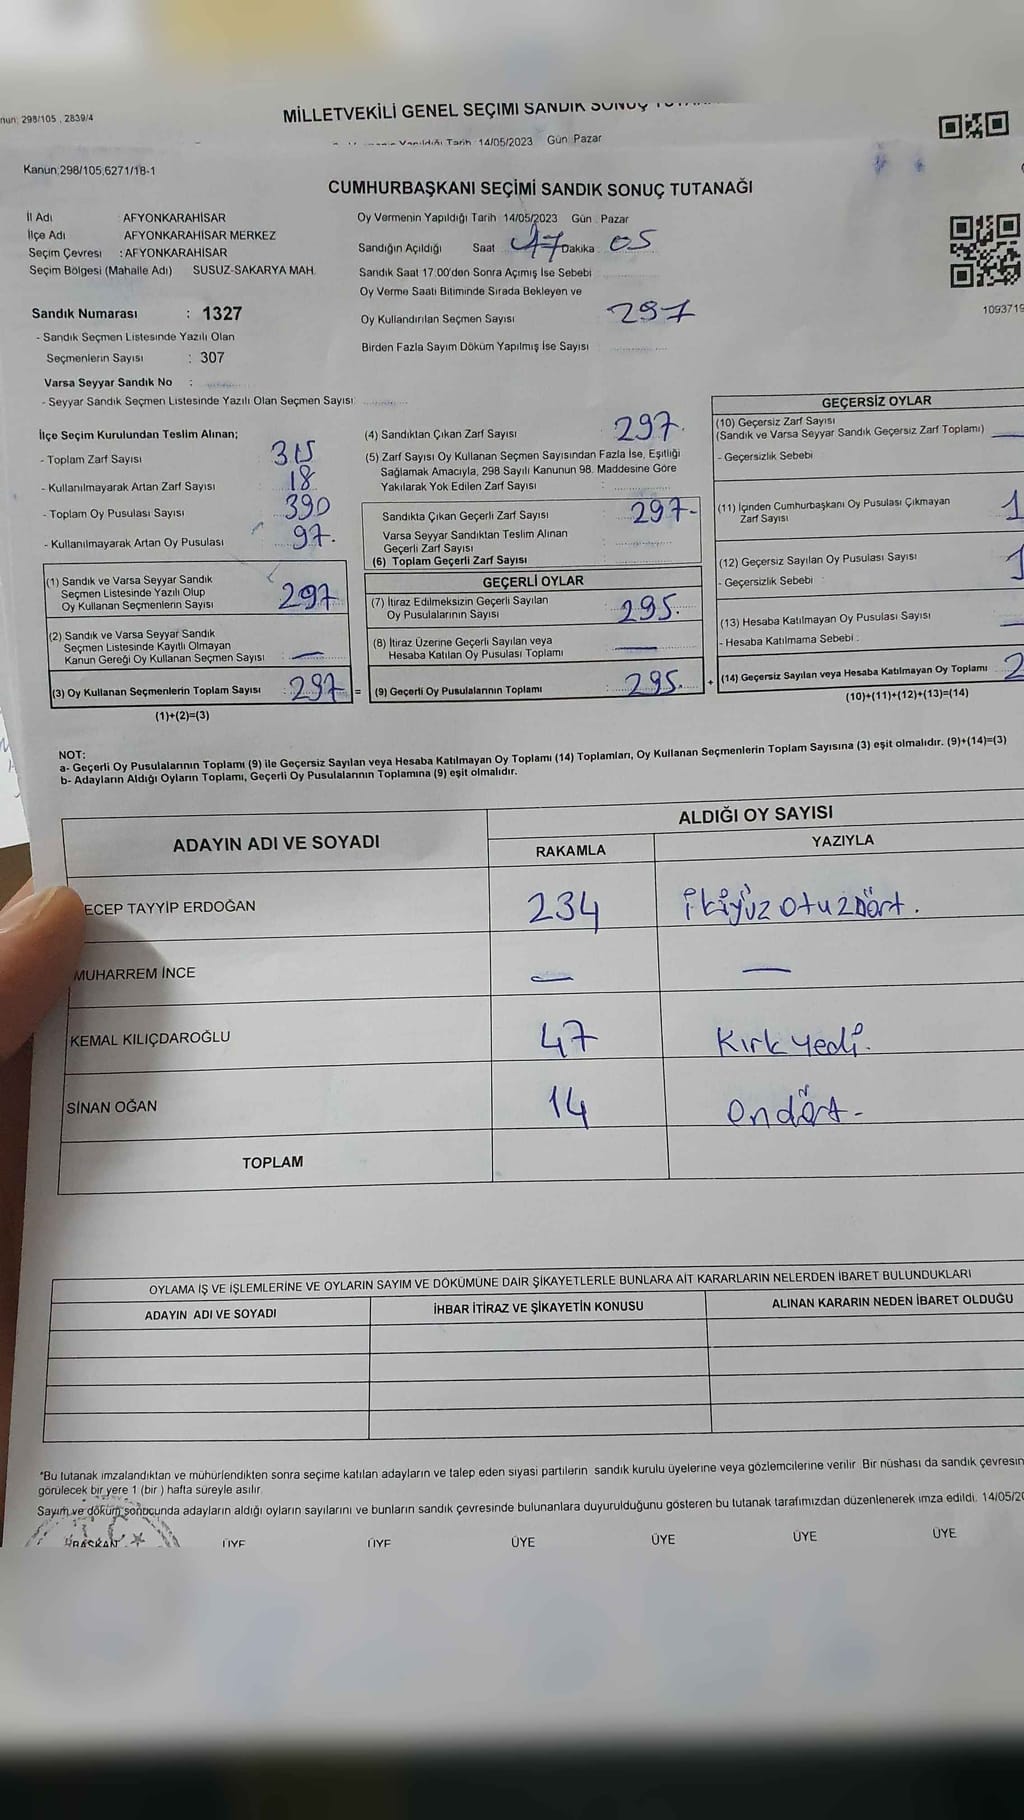 nun; 298/105 , 2839/4
MİLLETVEKİLİ GENEL SEÇİMİ SANDIK SONUÇ
Tarih 14/05/2023 Gün: Pazar
Kanun;298/105,6271/18-1
CUMHURBAŞKANI SEÇİMİ SANDIK SONUÇ TUTANAĞI
İl Adı : AFYONKARAHİSAR
İlçe Adı AFYONKARAHİSAR MERKEZ
Seçim Çevresi : AFYONKARAHİSAR
Seçim Bölgesi (Mahalle Adı) SUSUZ-SAKARYA MAH.
Oy Vermenin Yapıldığı Tarih 14/05/2023 Gün : Pazar
Sandığın Açıldığı Saat 17 Dakika : 05
Sandık Saat 17:00'den Sonra Açımış İse Sebebi
Oy Verme Saati Bitiminde Sırada Bekleyen ve
Oy Kullandırılan Seçmen Sayısı 297
Birden Fazla Sayım Döküm Yapılmış İse Sayısı
1093719
Sandık Numarası : 1327
- Sandık Seçmen Listesinde Yazılı Olan
Seçmenlerin Sayısı : 307
Varsa Seyyar Sandık No :
- Seyyar Sandık Seçmen Listesinde Yazılı Olan Seçmen Sayısı:
İlçe Seçim Kurulundan Teslim Alınan;
- Toplam Zarf Sayısı 315
- Kullanılmayarak Artan Zarf Sayısı 18
- Toplam Oy Pusulası Sayısı 390
- Kullanılmayarak Artan Oy Pusulası 97.
(1) Sandık ve Varsa Seyyar Sandık
Seçmen Listesinde Yazılı Olup
Oy Kullanan Seçmenlerin Sayısı 297
(2) Sandık ve Varsa Seyyar Sandık
Seçmen Listesinde Kayıtlı Olmayan
Kanun Gereği Oy Kullanan Seçmen Sayısı : —
(3) Oy Kullanan Seçmenlerin Toplam Sayısı : 297 =
(1)+(2)=(3)
(4) Sandıktan Çıkan Zarf Sayısı 297.
(5) Zarf Sayısı Oy Kullanan Seçmen Sayısından Fazla İse, Eşitliği
Sağlamak Amacıyla, 298 Sayılı Kanunun 98. Maddesine Göre
Yakılarak Yok Edilen Zarf Sayısı :
Sandıkta Çıkan Geçerli Zarf Sayısı 297-
Varsa Seyyar Sandıktan Teslim Alınan
Geçerli Zarf Sayısı
(6) Toplam Geçerli Zarf Sayısı
GEÇERLİ OYLAR
(7) İtiraz Edilmeksizin Geçerli Sayılan
Oy Pusulalarının Sayısı 295.
(8) İtiraz Üzerine Geçerli Sayılan veya
Hesaba Katılan Oy Pusulası Toplamı —
(9) Geçerli Oy Pusulalarının Toplamı : 295. +
GEÇERSİZ OYLAR
(10) Geçersiz Zarf Sayısı
(Sandık ve Varsa Seyyar Sandık Geçersiz Zarf Toplamı) —
- Geçersizlik Sebebi
(11) İçinden Cumhurbaşkanı Oy Pusulası Çıkmayan
Zarf Sayısı 1
(12) Geçersiz Sayılan Oy Pusulası Sayısı 1
- Geçersizlik Sebebi :
(13) Hesaba Katılmayan Oy Pusulası Sayısı —
- Hesaba Katılmama Sebebi :
(14) Geçersiz Sayılan veya Hesaba Katılmayan Oy Toplamı 2
(10)+(11)+(12)+(13)=(14)
NOT:
a- Geçerli Oy Pusulalarının Toplamı (9) ile Geçersiz Sayılan veya Hesaba Katılmayan Oy Toplamı (14) Toplamları, Oy Kullanan Seçmenlerin Toplam Sayısına (3) eşit olmalıdır. (9)+(14)=(3)
b- Adayların Aldığı Oyların Toplamı, Geçerli Oy Pusulalarının Toplamına (9) eşit olmalıdır.
ADAYIN ADI VE SOYADI
ALDIĞI OY SAYISI
RAKAMLA YAZIYLA
ECEP TAYYİP ERDOĞAN 234 ikiyüz otuzdört.
MUHARREM İNCE — —
KEMAL KILIÇDAROĞLU 47 Kırk yedi.
SİNAN OĞAN 14 ondört-
TOPLAM
OYLAMA İŞ VE İŞLEMLERİNE VE OYLARIN SAYIM VE DÖKÜMÜNE DAİR ŞİKAYETLERLE BUNLARA AİT KARARLARIN NELERDEN İBARET BULUNDUKLARI
ADAYIN ADI VE SOYADI İHBAR İTİRAZ VE ŞİKAYETİN KONUSU ALINAN KARARIN NEDEN İBARET OLDUĞU
*Bu tutanak imzalandıktan ve mühürlendikten sonra seçime katılan adayların ve talep eden siyasi partilerin sandık kurulu üyelerine veya gözlemcilerine verilir. Bir nüshası da sandık çevresin
görülecek bir yere 1 (bir ) hafta süreyle asılır.
Sayım ve döküm sonucunda adayların aldığı oyların sayılarını ve bunların sandık çevresinde bulunanlara duyurulduğunu gösteren bu tutanak tarafımızdan düzenlenerek imza edildi. 14/05/20
BAŞKAN ÜYE ÜYE ÜYE ÜYE ÜYE ÜYE